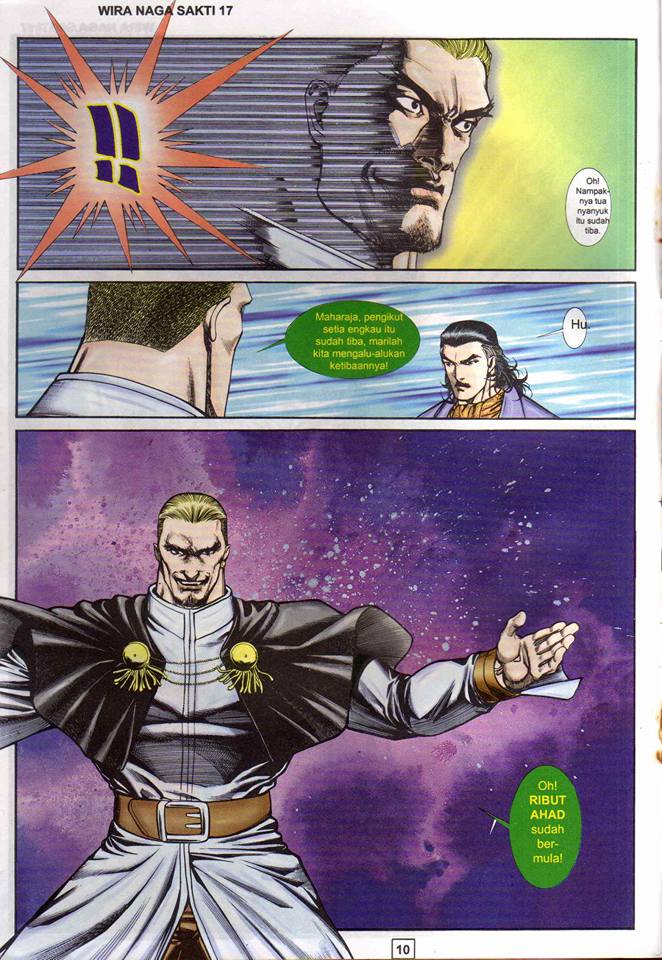 WIRA NAGA SAKTI 17
!!
Oh!
Nampak-
nya tua
nyanyuk
itu sudah
tiba.
Maharaja, pengikut
setia engkau itu
sudah tiba, marilah
kita mengalu-alukan
ketibaannya!
Hu.
Oh!
RIBUT
AHAD
sudah
ber-
mula!
10